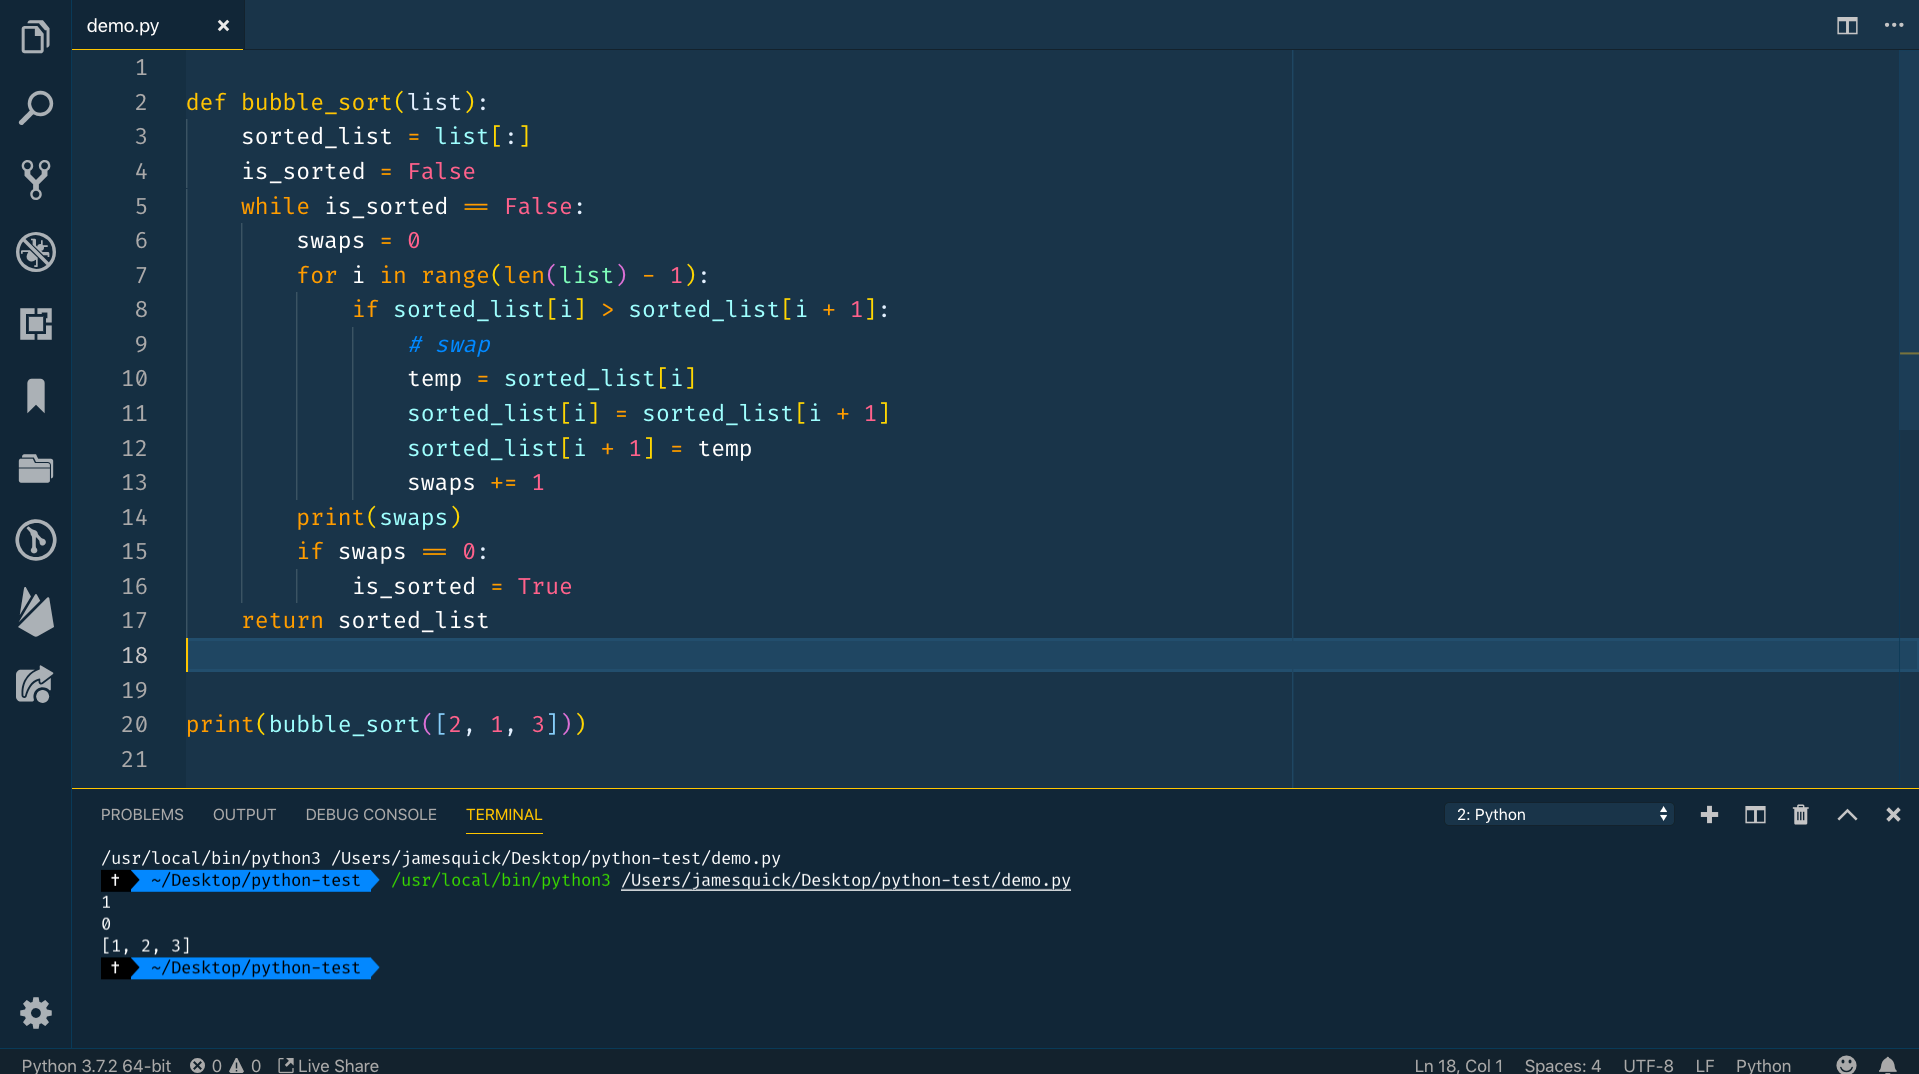 demo.py
1
2 def bubble_sort(list):
3     sorted_list = list[:]
4     is_sorted = False
5     while is_sorted == False:
6         swaps = 0
7         for i in range(len(list) - 1):
8             if sorted_list[i] > sorted_list[i + 1]:
9                 # swap
10                 temp = sorted_list[i]
11                 sorted_list[i] = sorted_list[i + 1]
12                 sorted_list[i + 1] = temp
13                 swaps += 1
14         print(swaps)
15         if swaps == 0:
16             is_sorted = True
17     return sorted_list
18
19
20 print(bubble_sort([2, 1, 3]))
21
PROBLEMS OUTPUT DEBUG CONSOLE TERMINAL 2: Python
/usr/local/bin/python3 /Users/jamesquick/Desktop/python-test/demo.py
† ~/Desktop/python-test /usr/local/bin/python3 /Users/jamesquick/Desktop/python-test/demo.py
1
0
[1, 2, 3]
† ~/Desktop/python-test
Python 3.7.2 64-bit 0 0 Live Share Ln 18, Col 1 Spaces: 4 UTF-8 LF Python